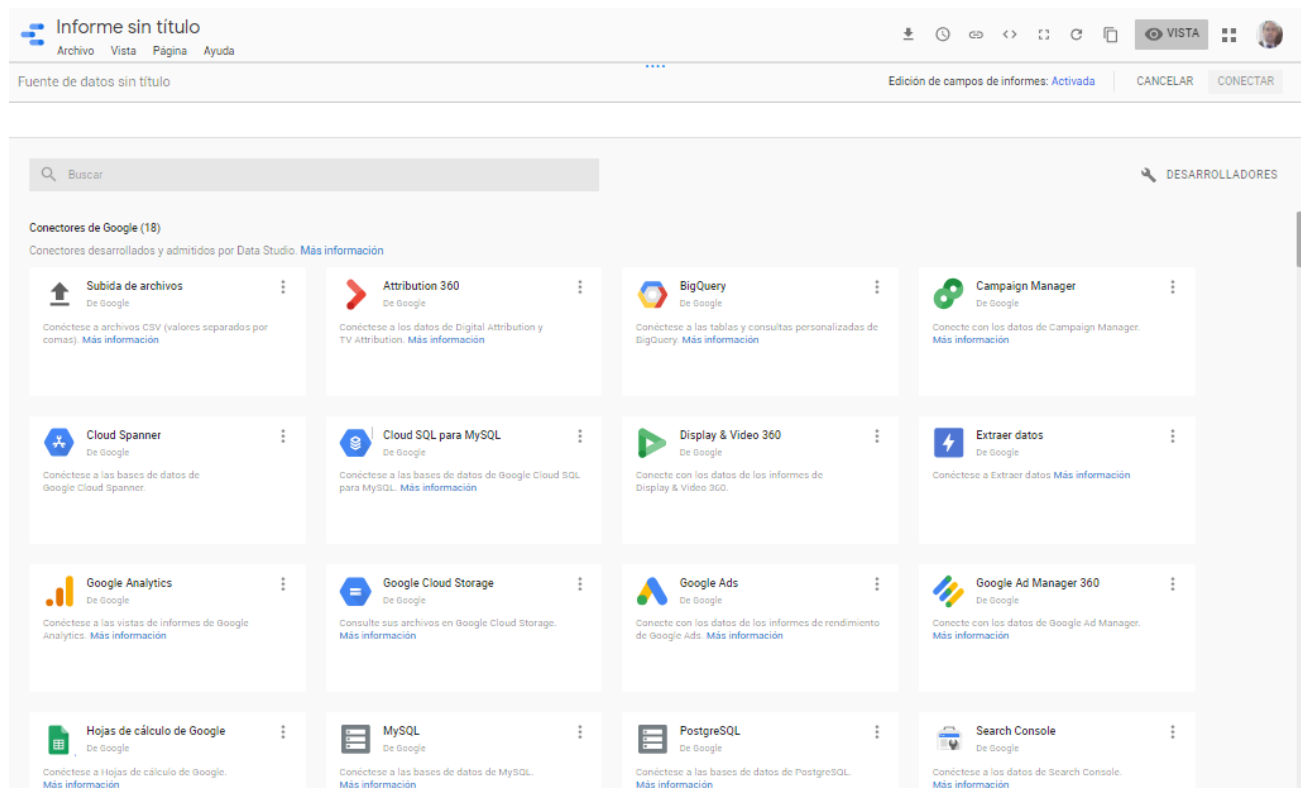 Informe sin título
Archivo Vista Página Ayuda
VISTA
Fuente de datos sin título
Edición de campos de informes: Activada
CANCELAR
CONECTAR
Buscar
DESARROLLADORES
Conectores de Google (18)
Conectores desarrollados y admitidos por Data Studio. Más información
Subida de archivos
De Google
Conéctese a archivos CSV (valores separados por
comas). Más información
Attribution 360
De Google
Conéctese a los datos de Digital Attribution y
TV Attribution. Más información
BigQuery
De Google
Conéctese a las tablas y consultas personalizadas de
BigQuery. Más información
Campaign Manager
De Google
Conecte con los datos de Campaign Manager.
Más información
Cloud Spanner
De Google
Conéctese a las bases de datos de
Google Cloud Spanner.
Cloud SQL para MySQL
De Google
Conéctese a las bases de datos de Google Cloud SQL
para MySQL. Más información
Display & Video 360
De Google
Conecte con los datos de los informes de
Display & Video 360.
Extraer datos
De Google
Conéctese a Extraer datos Más información
Google Analytics
De Google
Conéctese a las vistas de informes de Google
Analytics. Más información
Google Cloud Storage
De Google
Consulte sus archivos en Google Cloud Storage.
Más información
Google Ads
De Google
Conecte con los datos de los informes de rendimiento
de Google Ads. Más información
Google Ad Manager 360
De Google
Conecte con los datos de Google Ad Manager.
Más información
Hojas de cálculo de Google
De Google
Conéctese a Hojas de cálculo de Google.
Más información
MySQL
De Google
Conéctese a las bases de datos de MySQL.
Más información
PostgreSQL
De Google
Conéctese a las bases de datos de PostgreSQL.
Más información
Search Console
De Google
Conéctese a los datos de Search Console.
Más información